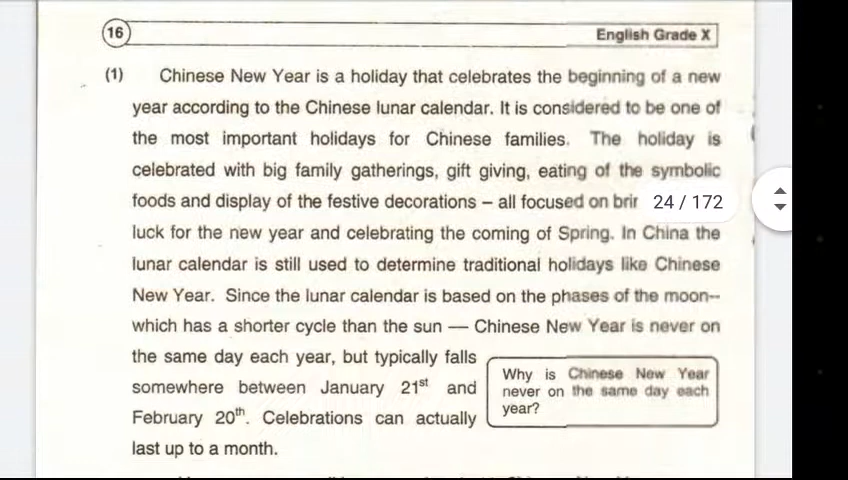 16
English Grade X
(1) Chinese New Year is a holiday that celebrates the beginning of a new
year according to the Chinese lunar calendar. It is considered to be one of
the most important holidays for Chinese families. The holiday is
celebrated with big family gatherings, gift giving, eating of the symbolic
foods and display of the festive decorations – all focused on
24 / 172
luck for the new year and celebrating the coming of Spring. In China the
lunar calendar is still used to determine traditional holidays like Chinese
New Year. Since the lunar calendar is based on the phases of the moon--
which has a shorter cycle than the sun — Chinese New Year is never on
the same day each year, but typically falls
somewhere between January 21st and
February 20th. Celebrations can actually
last up to a month.
Why is Chinese New Year
never on the same day each
year?